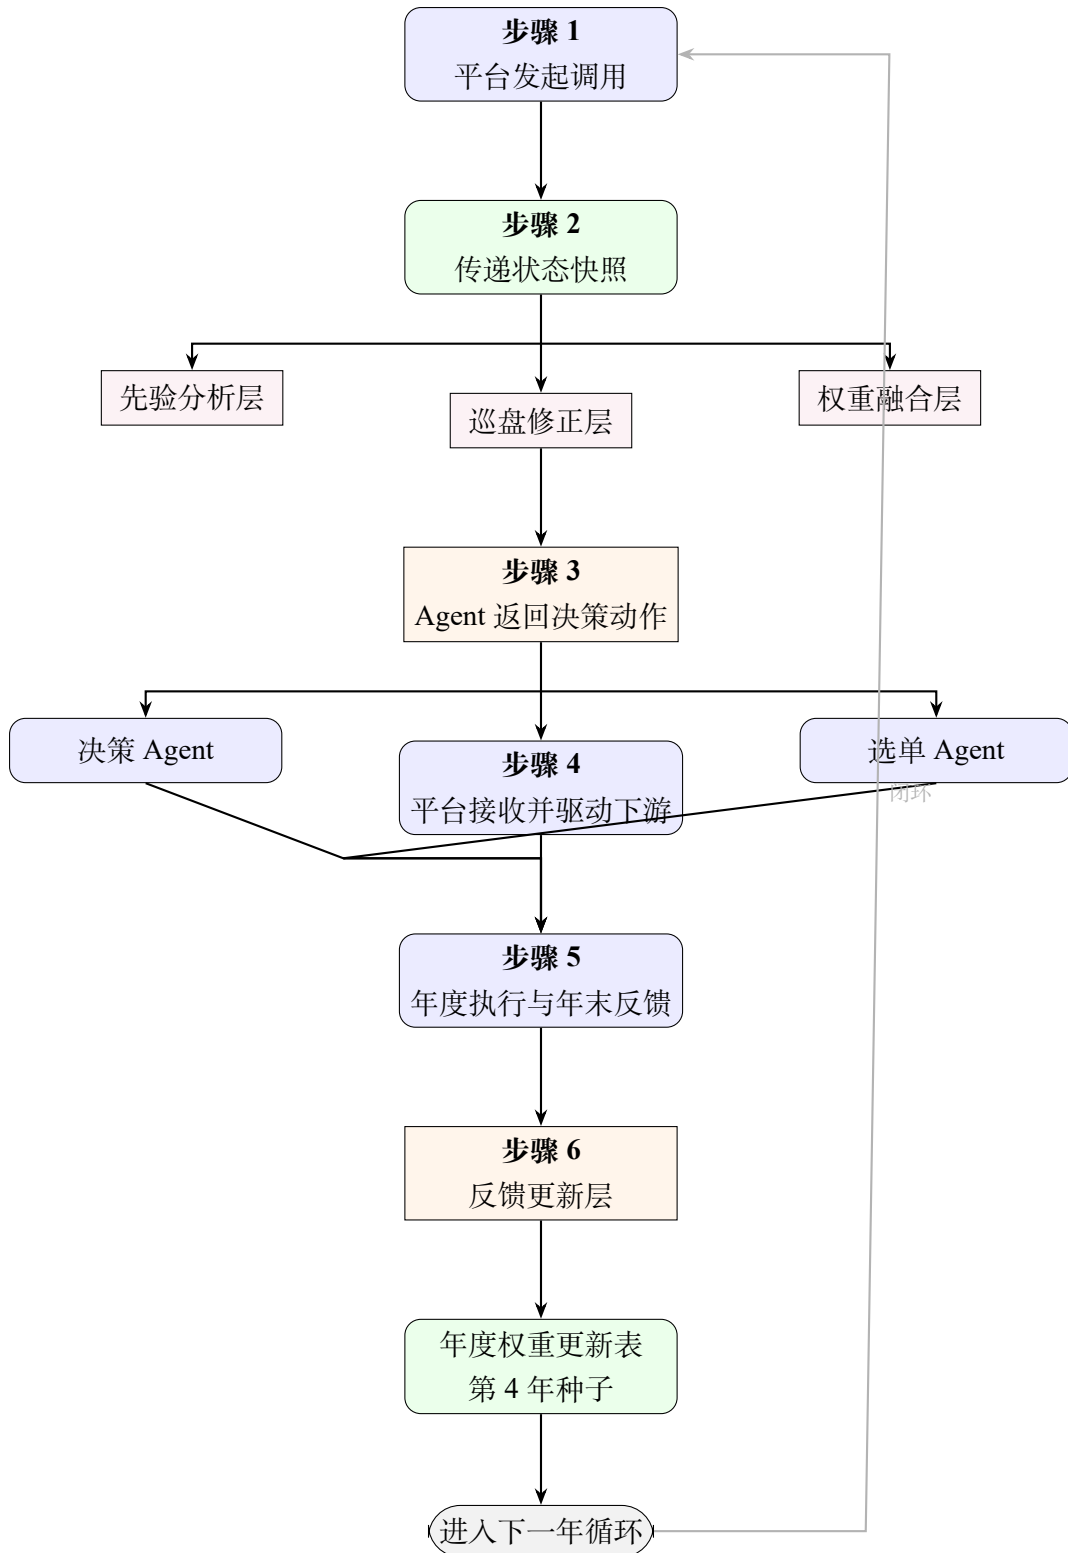 步骤 1
平台发起调用
步骤 2
传递状态快照
先验分析层
巡盘修正层
权重融合层
步骤 3
Agent 返回决策动作
决策 Agent
步骤 4
平台接收并驱动下游
选单 Agent
闭环
步骤 5
年度执行与年末反馈
步骤 6
反馈更新层
年度权重更新表
第 4 年种子
进入下一年循环